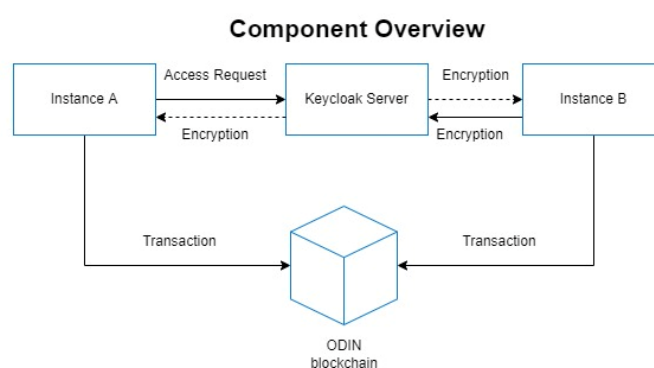 Component Overview
Access Request
Encryption
Instance A
Keycloak Server
Instance B
Encryption
Encryption
Transaction
Transaction
ODIN
blockchain